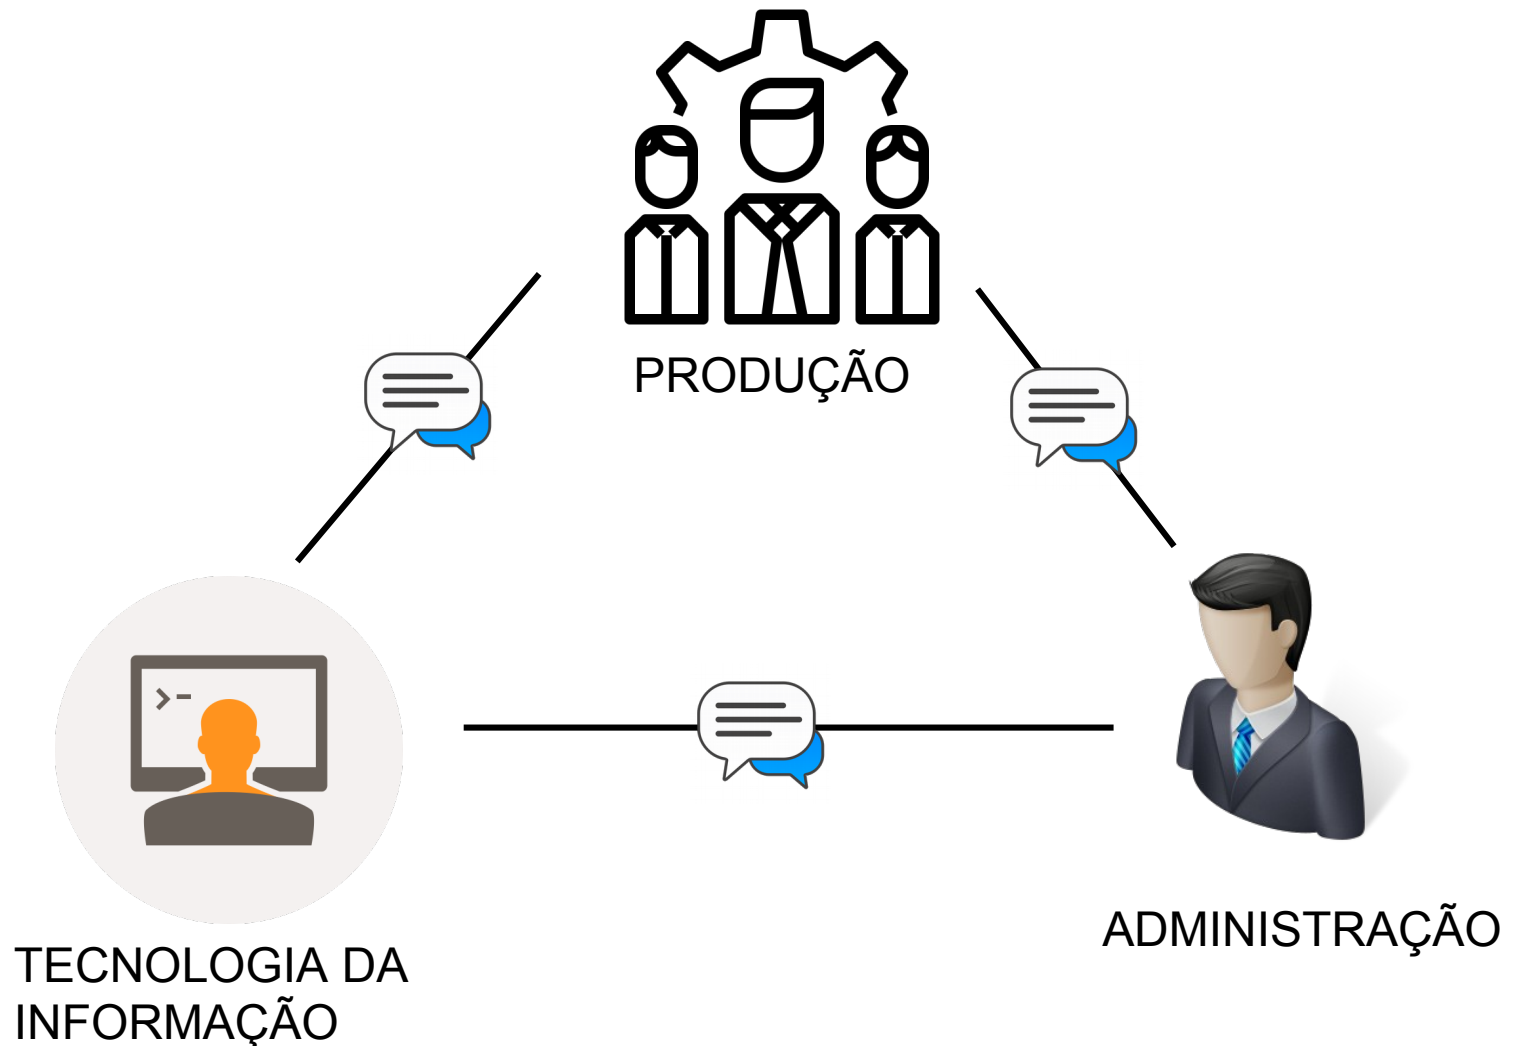 PRODUÇÃO
>-
ADMINISTRAÇÃO
TECNOLOGIA DA
INFORMAÇÃO